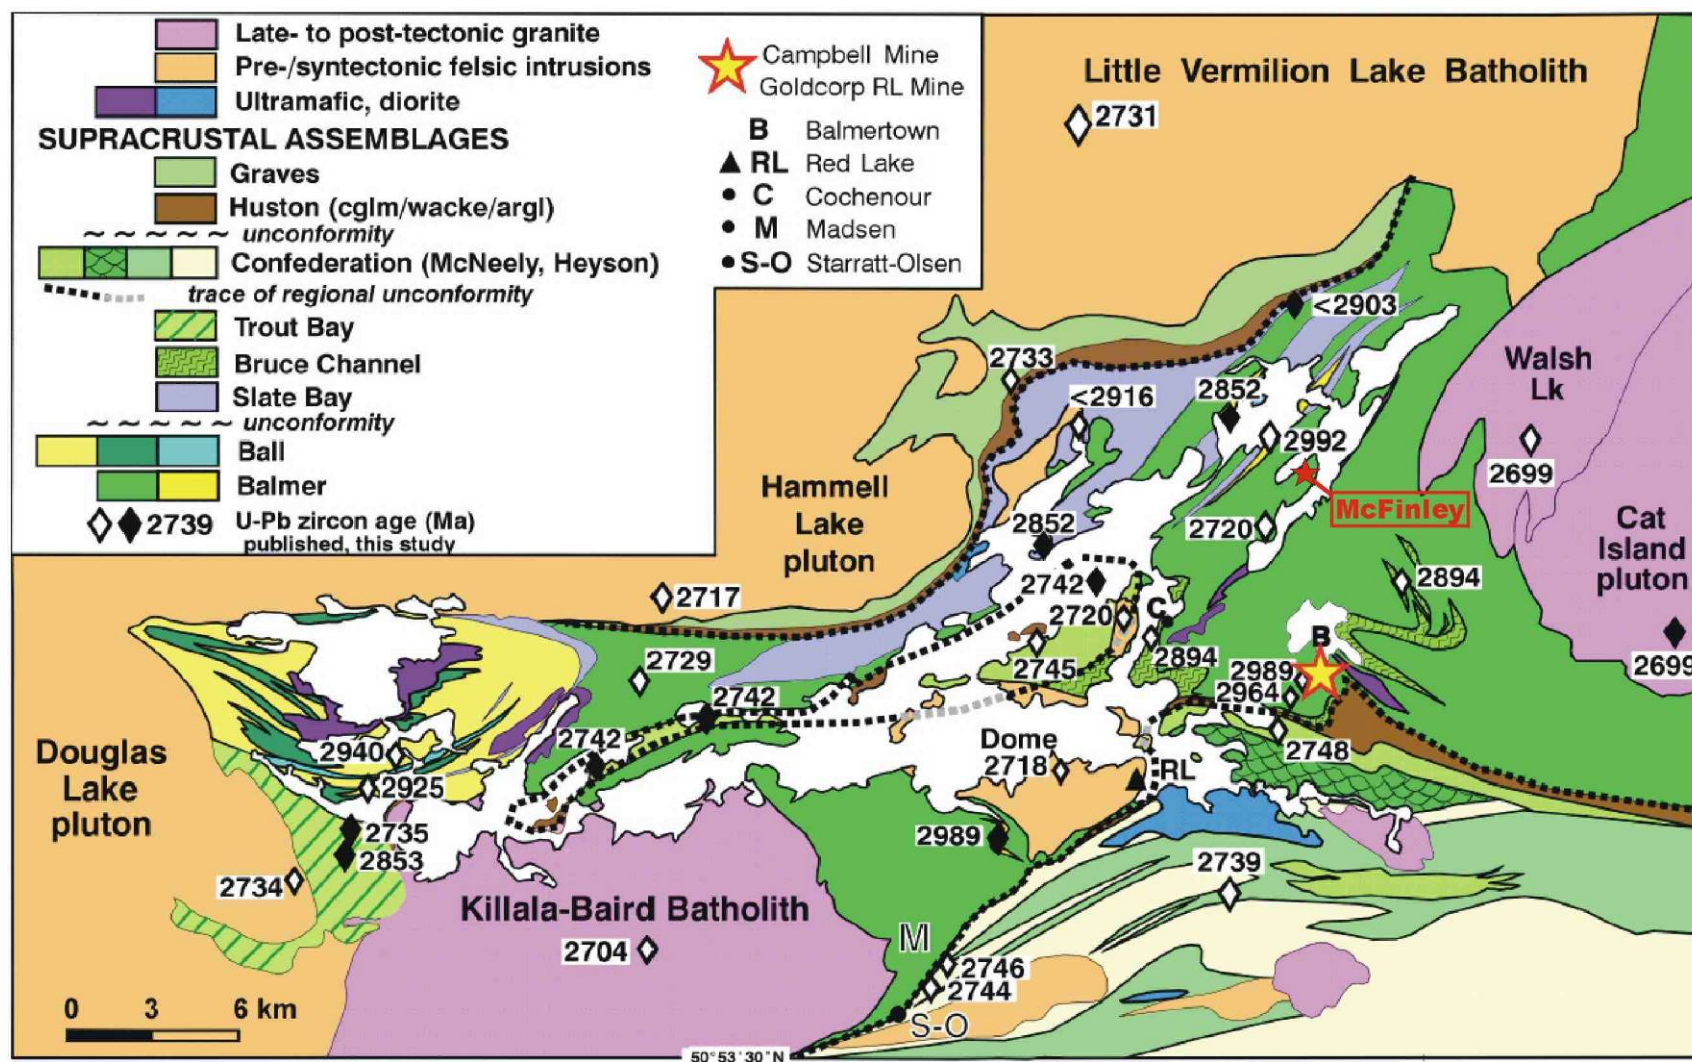 Late- to post-tectonic granite
Pre-/syntectonic felsic intrusions
Ultramafic, diorite
SUPRACRUSTAL ASSEMBLAGES
Graves
Huston (cglm/wacke/argl)
unconformity
Confederation (McNeely, Heyson)
trace of regional unconformity
Trout Bay
Bruce Channel
Slate Bay
unconformity
Ball
Balmer
2739 U-Pb zircon age (Ma)
published, this study
Campbell Mine
Goldcorp RL Mine
B Balmertown
RL Red Lake
C Cochenour
M Madsen
S-O Starratt-Olsen
Little Vermilion Lake Batholith
2731
<2903
2733
<2916
2852
2992
McFinley
Walsh
Lk
2699
Hammell
Lake
pluton
2852
2720
Cat
Island
pluton
2699
2742
2894
2717
2720
C
B
2745
2894
2989
2964
2729
2742
2742
2748
Dome
2718
RL
2940
2925
Douglas
Lake
pluton
2735
2853
2734
2989
2739
Killala-Baird Batholith
2704
M
2746
2744
S-O
0 3 6 km
50°53'30"N